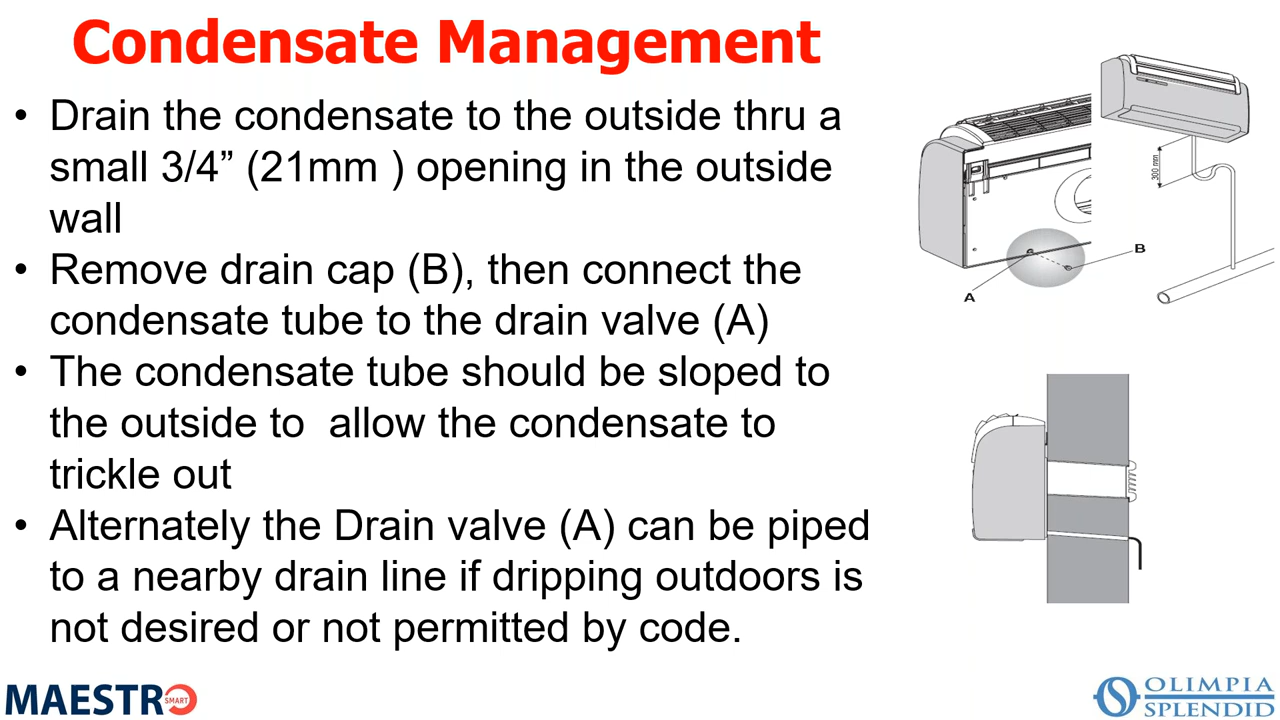 Condensate Management
• Drain the condensate to the outside thru a
small 3/4” (21mm ) opening in the outside
wall
• Remove drain cap (B), then connect the
condensate tube to the drain valve (A)
• The condensate tube should be sloped to
the outside to  allow the condensate to
trickle out
• Alternately the Drain valve (A) can be piped
to a nearby drain line if dripping outdoors is
not desired or not permitted by code.
300 mm
B
A
MAESTRO SMART
OLIMPIA
SPLENDID